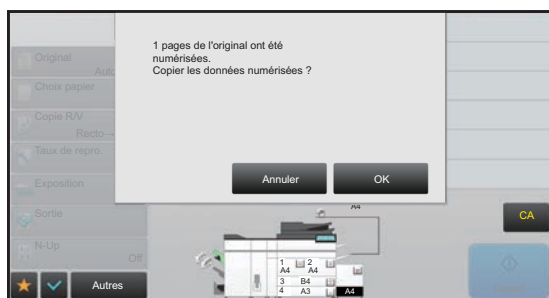 1 pages de l'original ont été
numérisées.
Copier les données numérisées ?
Annuler
OK
Original
Auto
Choix papier
Copie R/V
Recto
Taux de repro.
Exposition
Sortie
N-Up
Off
Autres
A4
CA
1 2
A4 A4
3 B4
4 A3
A4